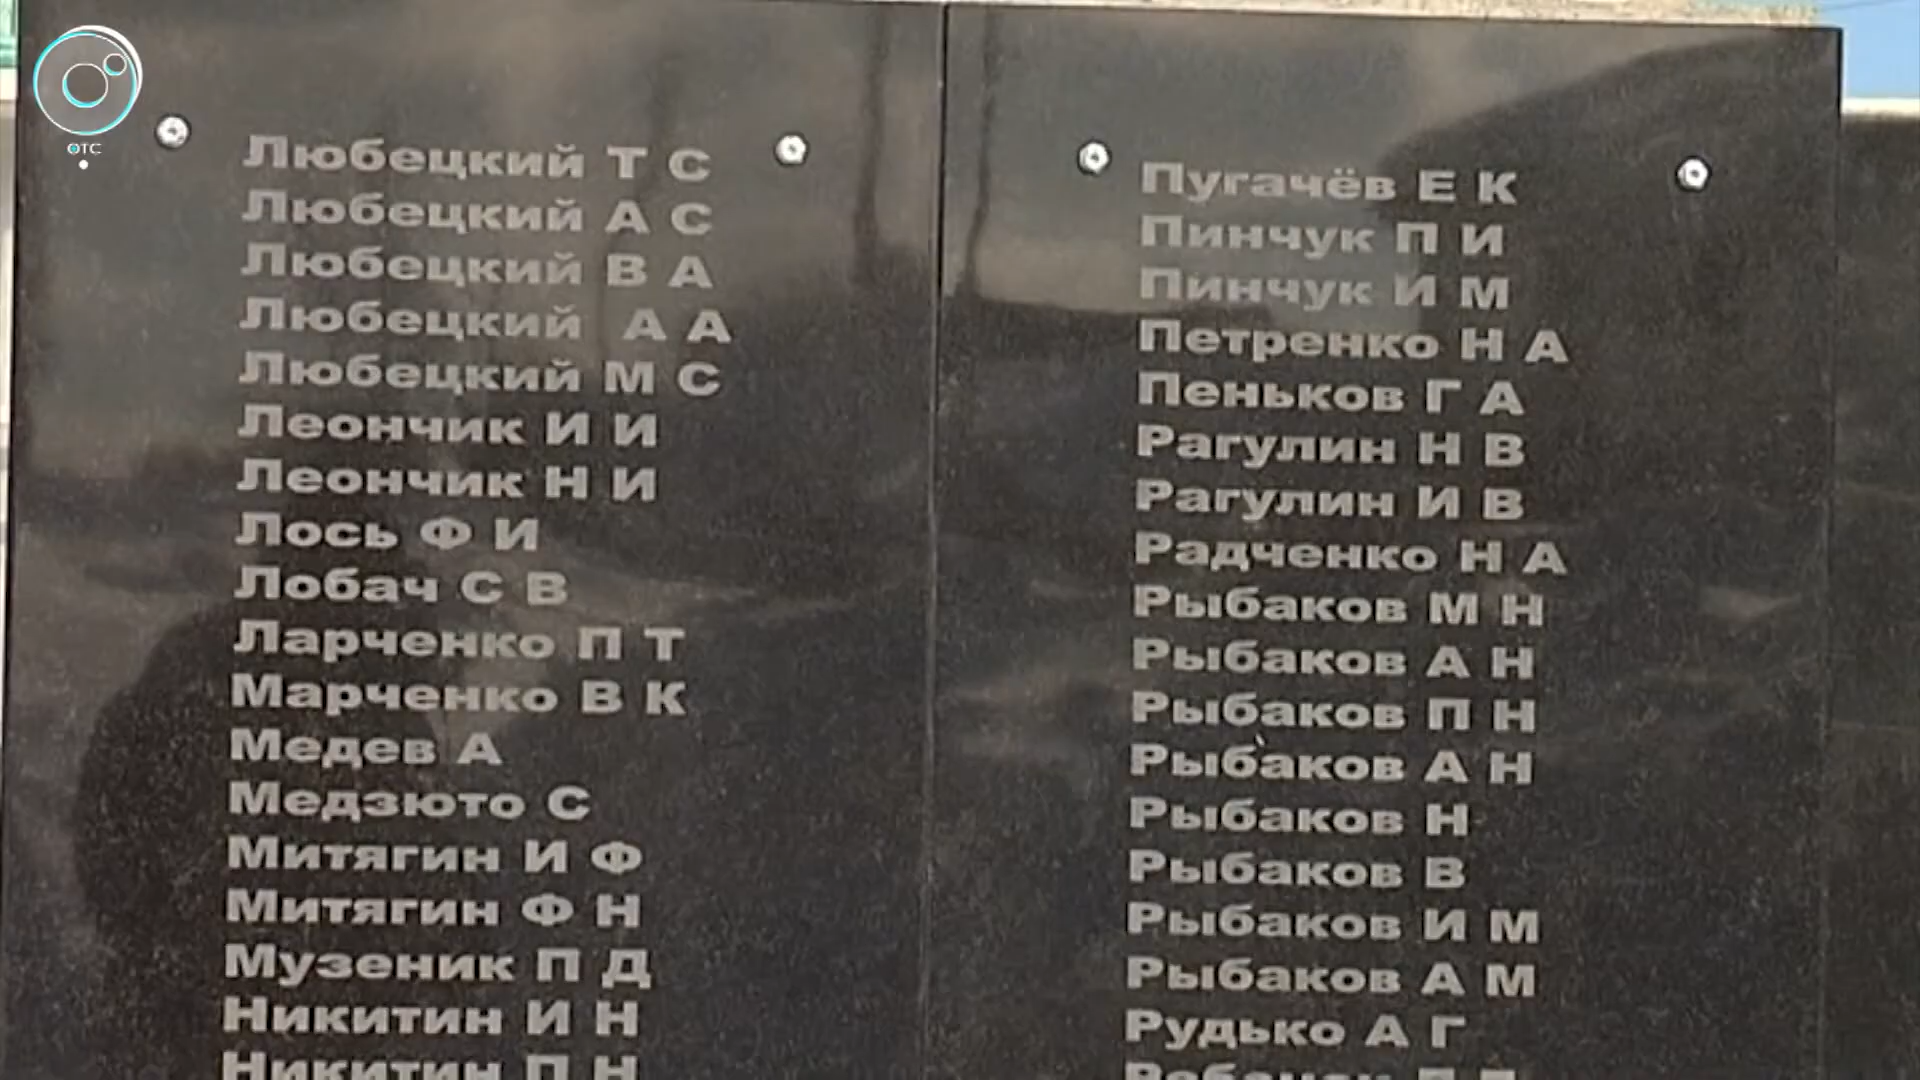 ОТС
Любецкий Т С
Любецкий А С
Любецкий В А
Любецкий А А
Любецкий М С
Леончик И И
Леончик Н И
Лось Ф И
Лобач С В
Ларченко П Т
Марченко В К
Медев А
Медзюто С
Митягин И Ф
Митягин Ф Н
Музеник П Д
Никитин И Н
Никитин П Н
Пугачёв Е К
Пинчук П И
Пинчук И М
Петренко Н А
Пеньков Г А
Рагулин Н В
Рагулин И В
Радченко Н А
Рыбаков М Н
Рыбаков А Н
Рыбаков П Н
Рыбаков А Н
Рыбаков Н
Рыбаков В
Рыбаков И М
Рыбаков А М
Рудько А Г